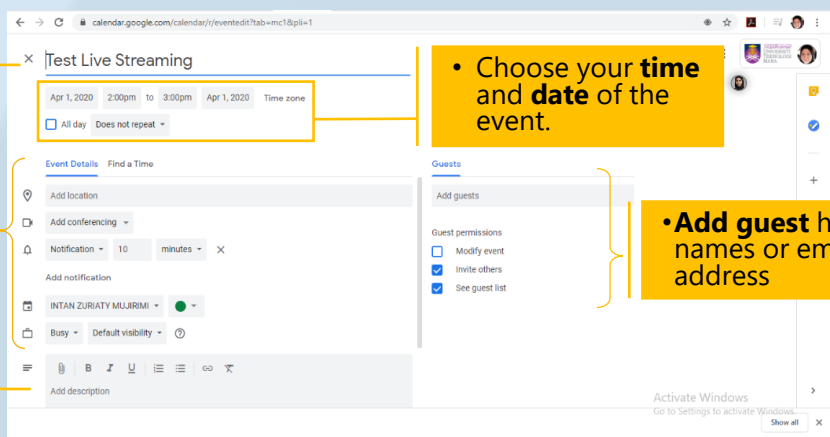 calendar.google.com/calendar/r/eventedit?tab=mc1&pli=1
Test Live Streaming
Apr 1, 2020 2:00pm to 3:00pm Apr 1, 2020 Time zone
All day Does not repeat
• Choose your time
and date of the
event.
UNIVERSITI
TEKNOLOGI
MARA
Event Details Find a Time
Guests
Add location
Add guests
Add conferencing
Guest permissions
Notification 10 minutes
Modify event
Invite others
See guest list
Add notification
INTAN ZURIATY MUJIRIMI
Busy Default visibility
•Add guest h
names or em
address
B I U
Add description
Activate Windows
Go to Settings to activate Windows.
Show all